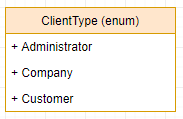 ClientType (enum)
+ Administrator
+ Company
+ Customer